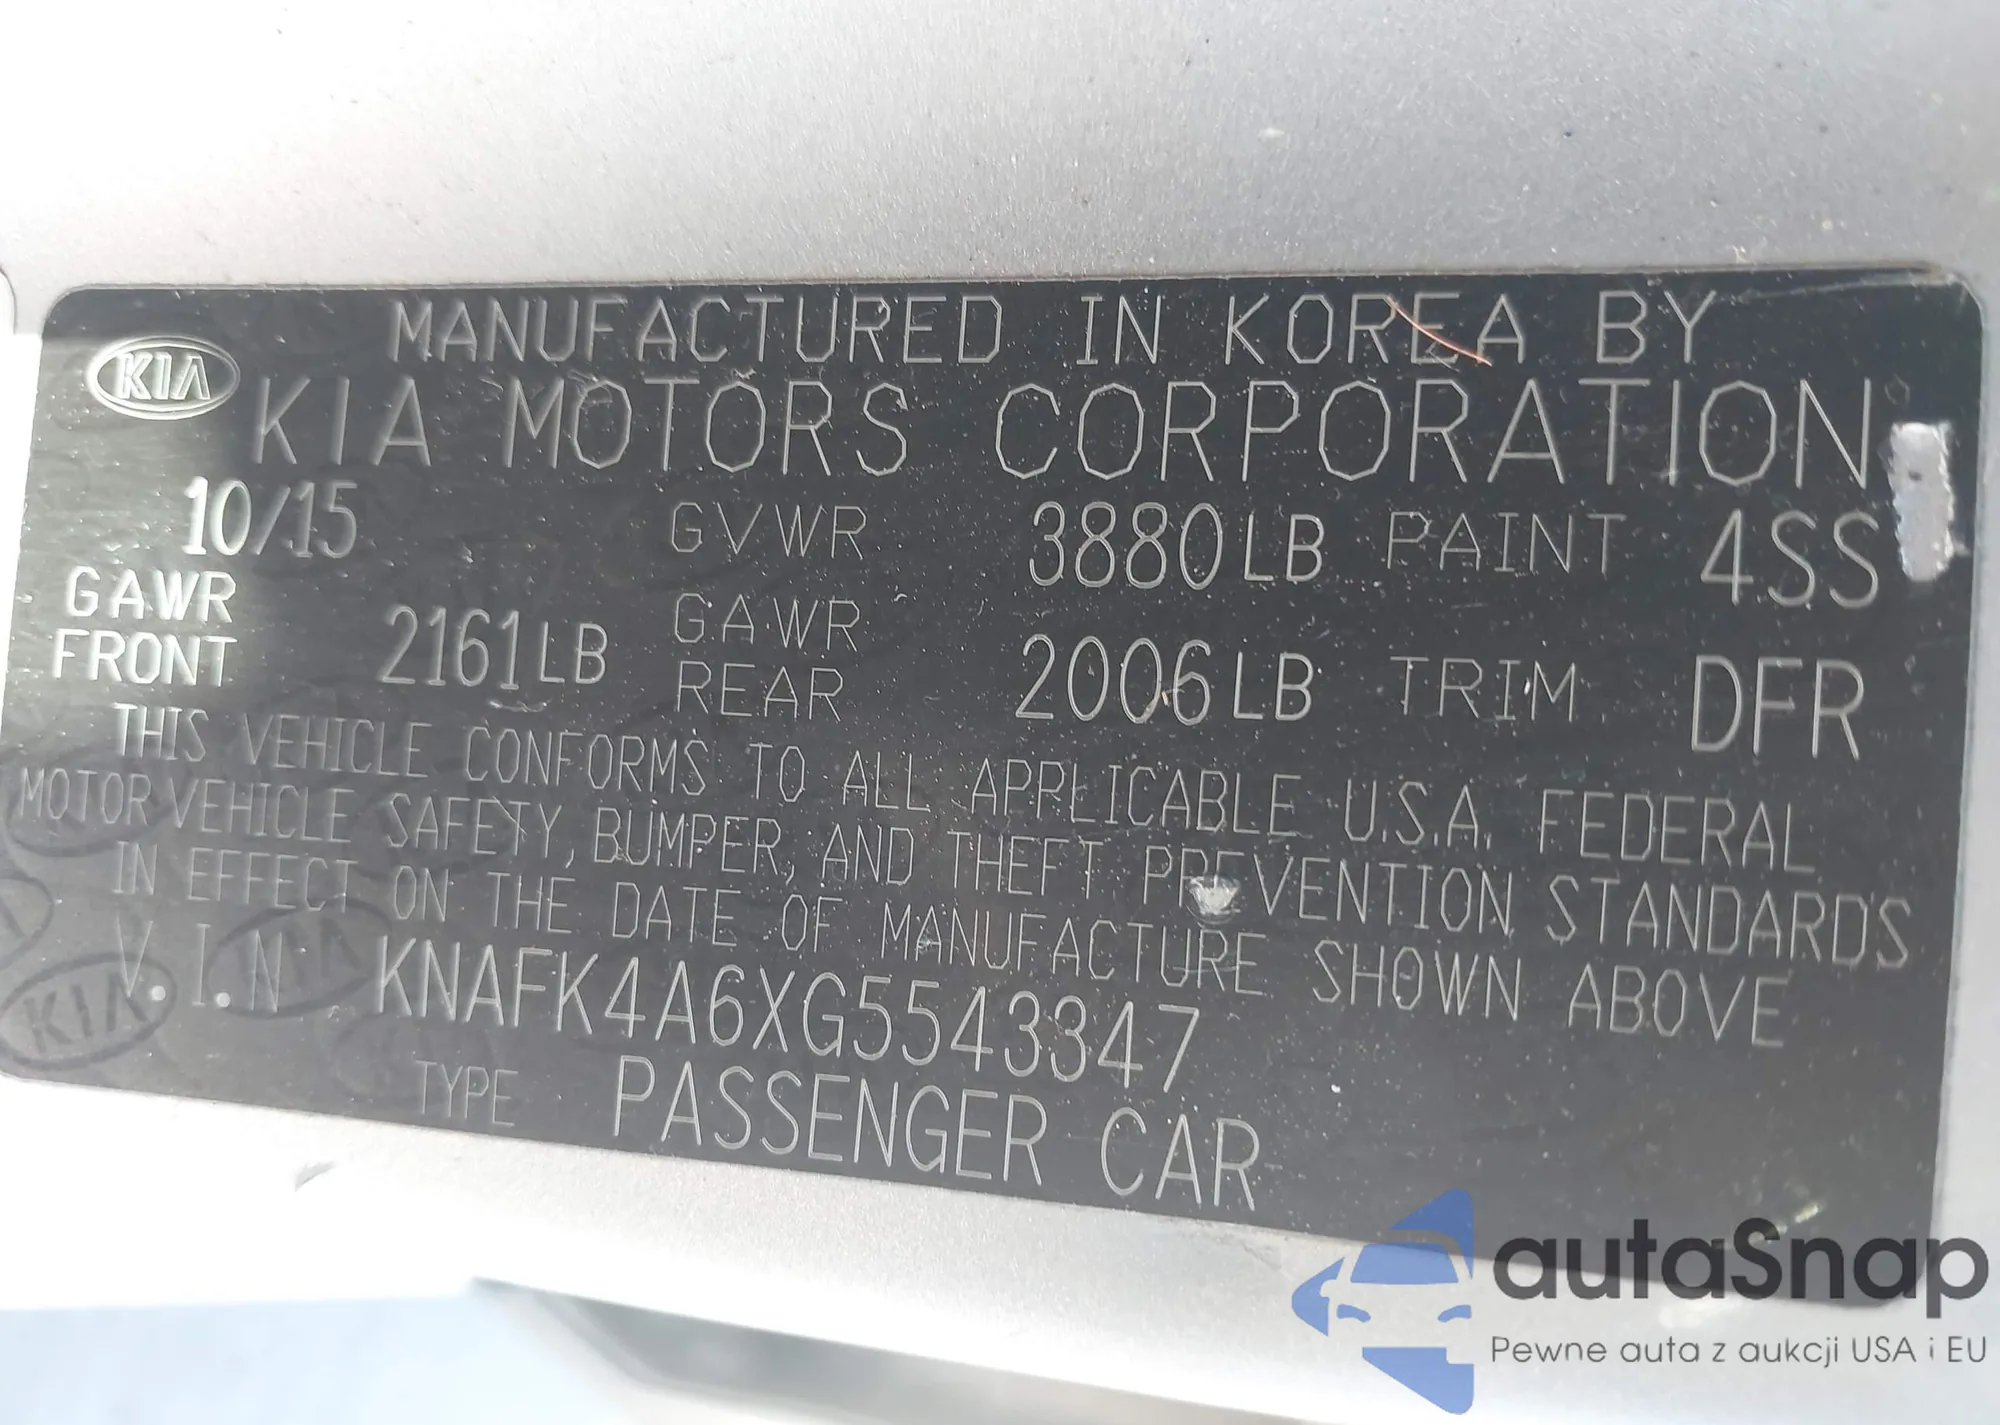 MANUFACTURED IN KOREA BY
KIA
KIA MOTORS CORPORATION
10/15 GVWR 3880LB PAINT 4SS
GAWR FRONT 2161LB GAWR REAR 2006LB TRIM DFR
THIS VEHICLE CONFORMS TO ALL APPLICABLE U.S.A. FEDERAL
MOTOR VEHICLE SAFETY, BUMPER, AND THEFT PREVENTION STANDARDS
IN EFFECT ON THE DATE OF MANUFACTURE SHOWN ABOVE
V.I.N KNAFK4A6XG5543347
KIA
TYPE PASSENGER CAR
autaSnap
Pewne auta z aukcji USA i EU